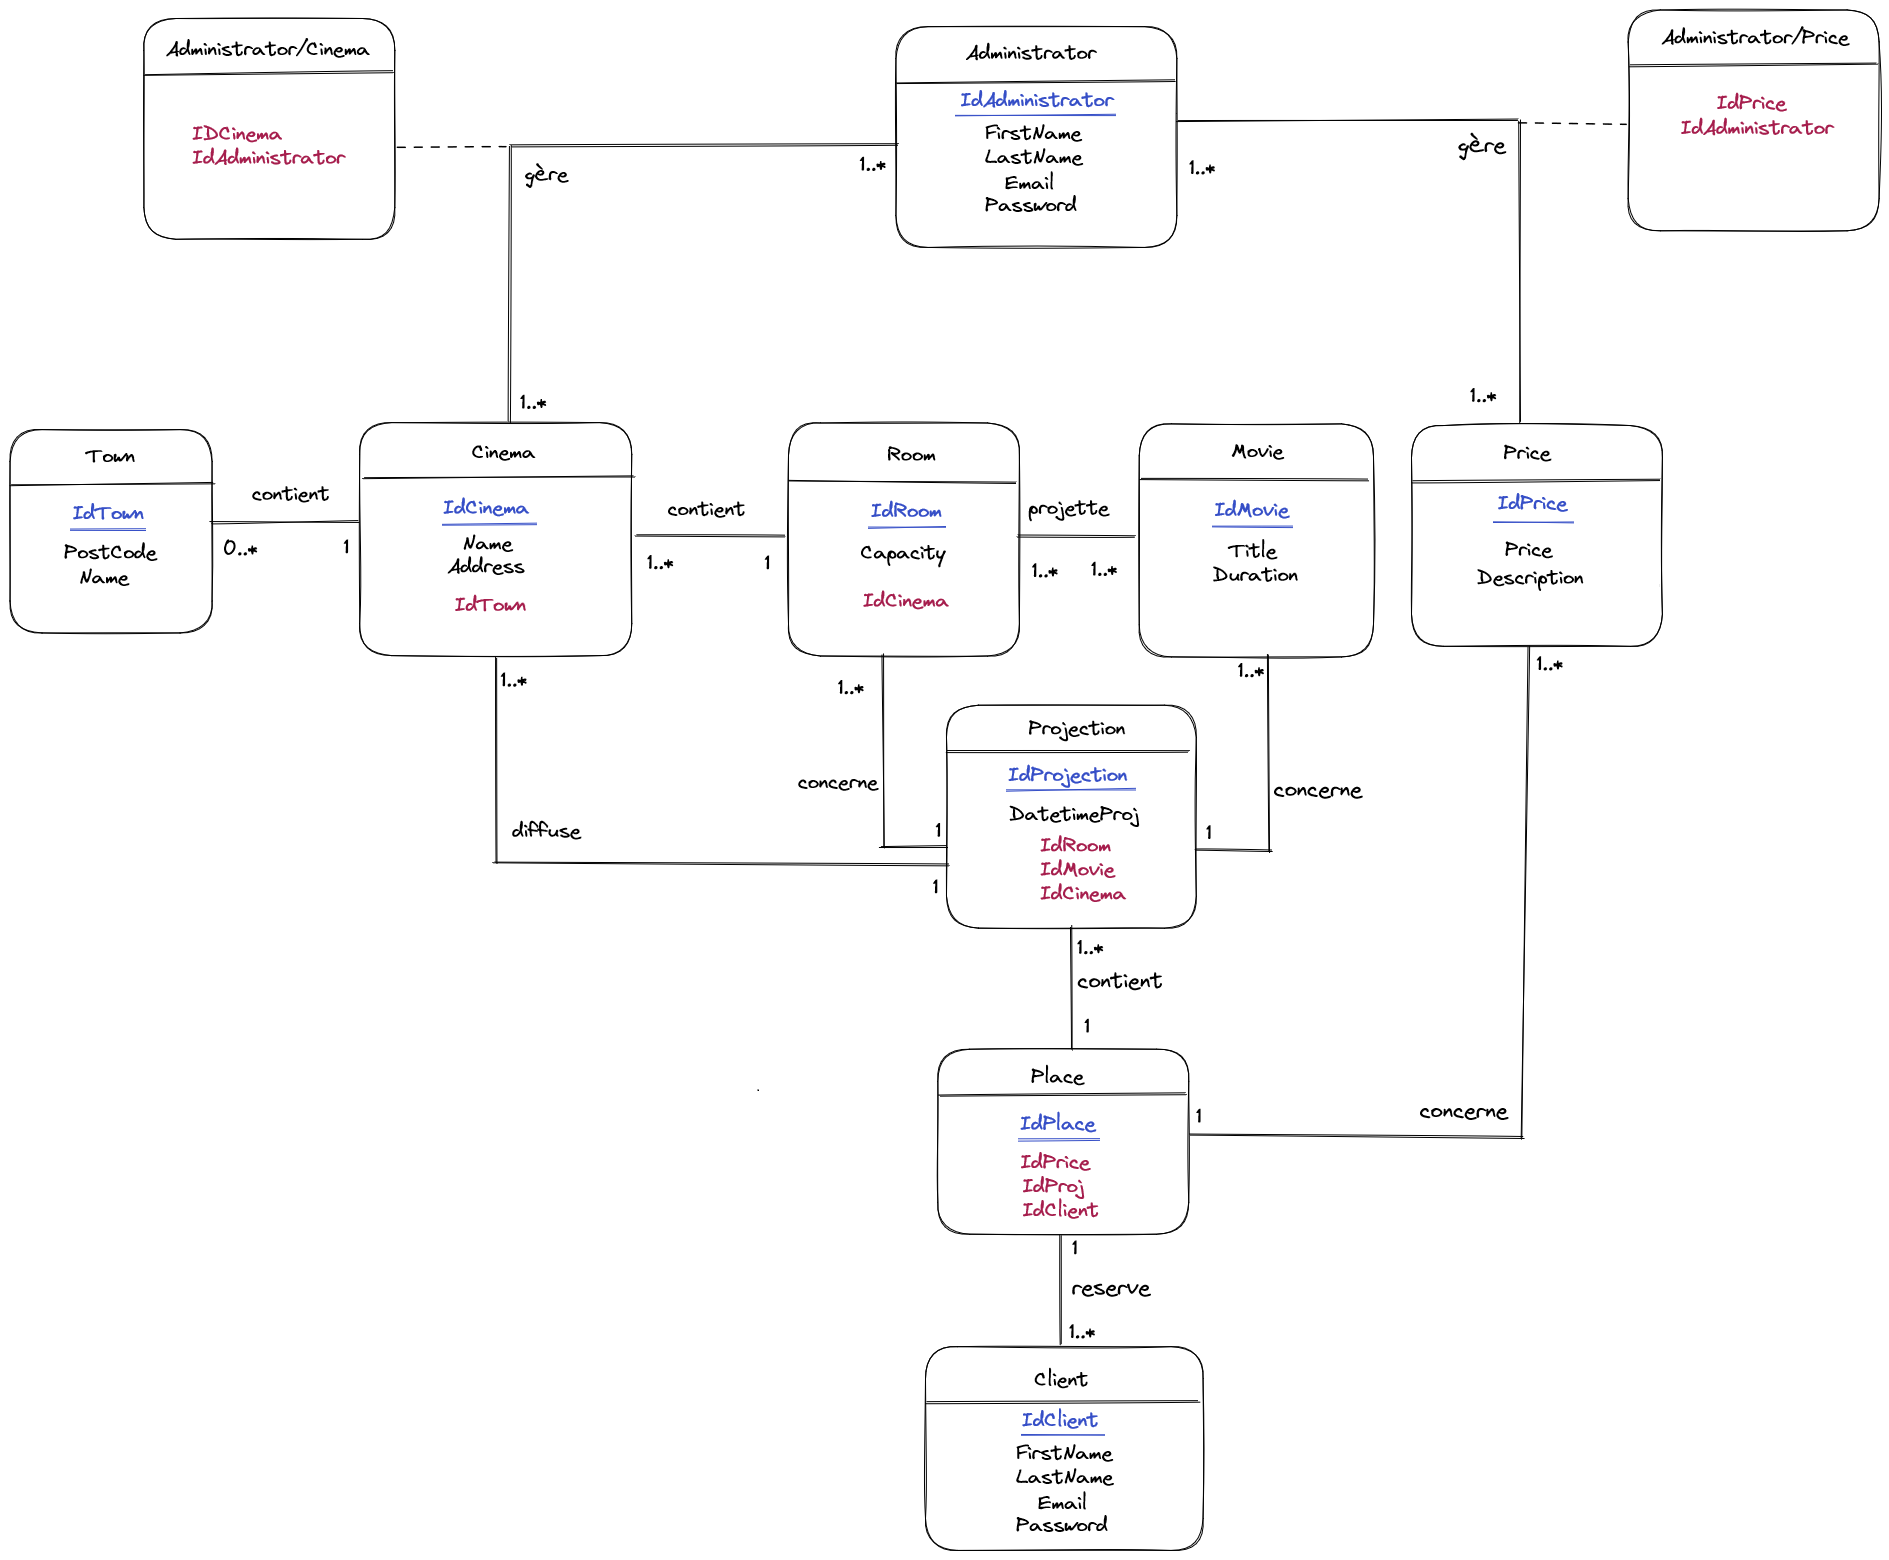 Administrator/Cinema
IDCinema
IdAdministrator
Administrator
IdAdministrator
FirstName
LastName
Email
Password
Administrator/Price
IdPrice
IdAdministrator
gère
1..*
1..*
gère
1..*
1..*
Town
IdTown
PostCode
Name
contient
0..*
1
Cinema
IdCinema
Name
Address
IdTown
contient
1..*
1
Room
IdRoom
Capacity
IdCinema
projette
1..*
1..*
Movie
IdMovie
Title
Duration
Price
IdPrice
Price
Description
1..*
1..*
1..*
1..*
diffuse
concerne
1
1
Projection
IdProjection
DatetimeProj
IdRoom
IdMovie
IdCinema
1
concerne
1..*
contient
1
Place
IdPlace
IdPrice
IdProj
IdClient
1
concerne
1
reserve
1..*
Client
IdClient
FirstName
LastName
Email
Password